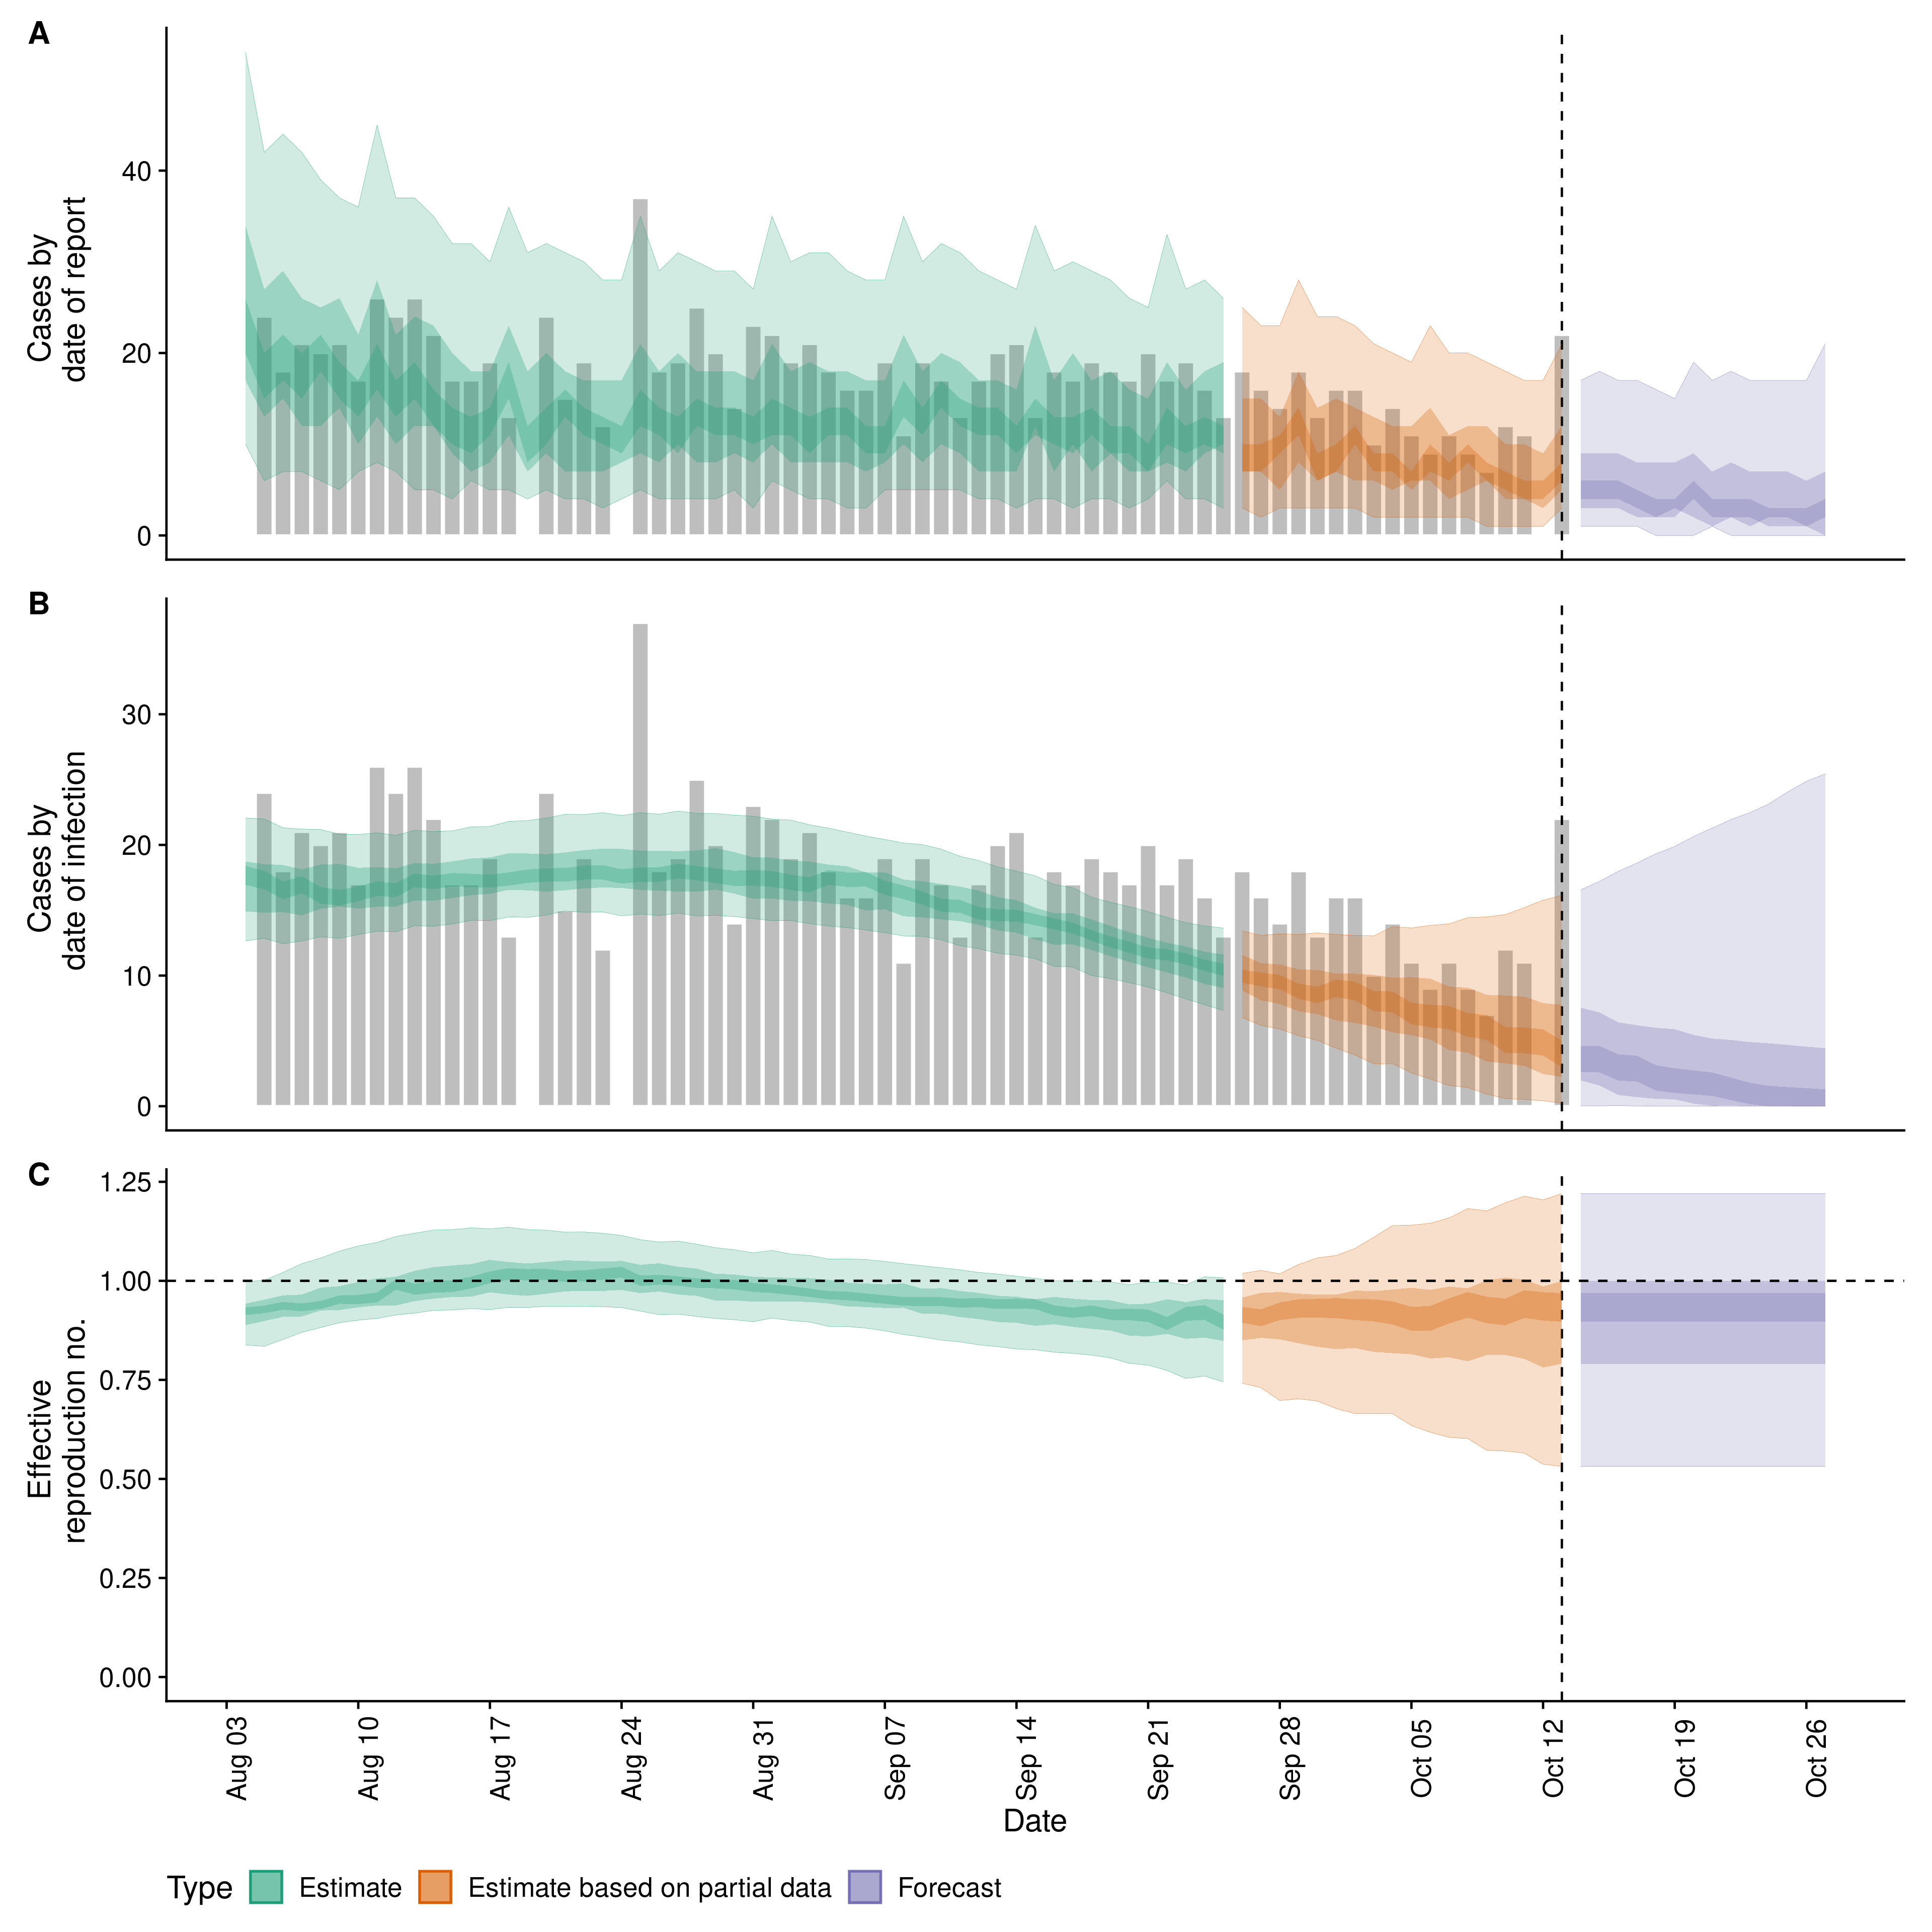 A
Cases by
date of report
40
20
0
B
Cases by
date of infection
30
20
10
0
C
Effective
reproduction no.
1.25
1.00
0.75
0.50
0.25
0.00
Aug 03
Aug 10
Aug 17
Aug 24
Aug 31
Sep 07
Sep 14
Sep 21
Sep 28
Oct 05
Oct 12
Oct 19
Oct 26
Date
Type Estimate Estimate based on partial data Forecast